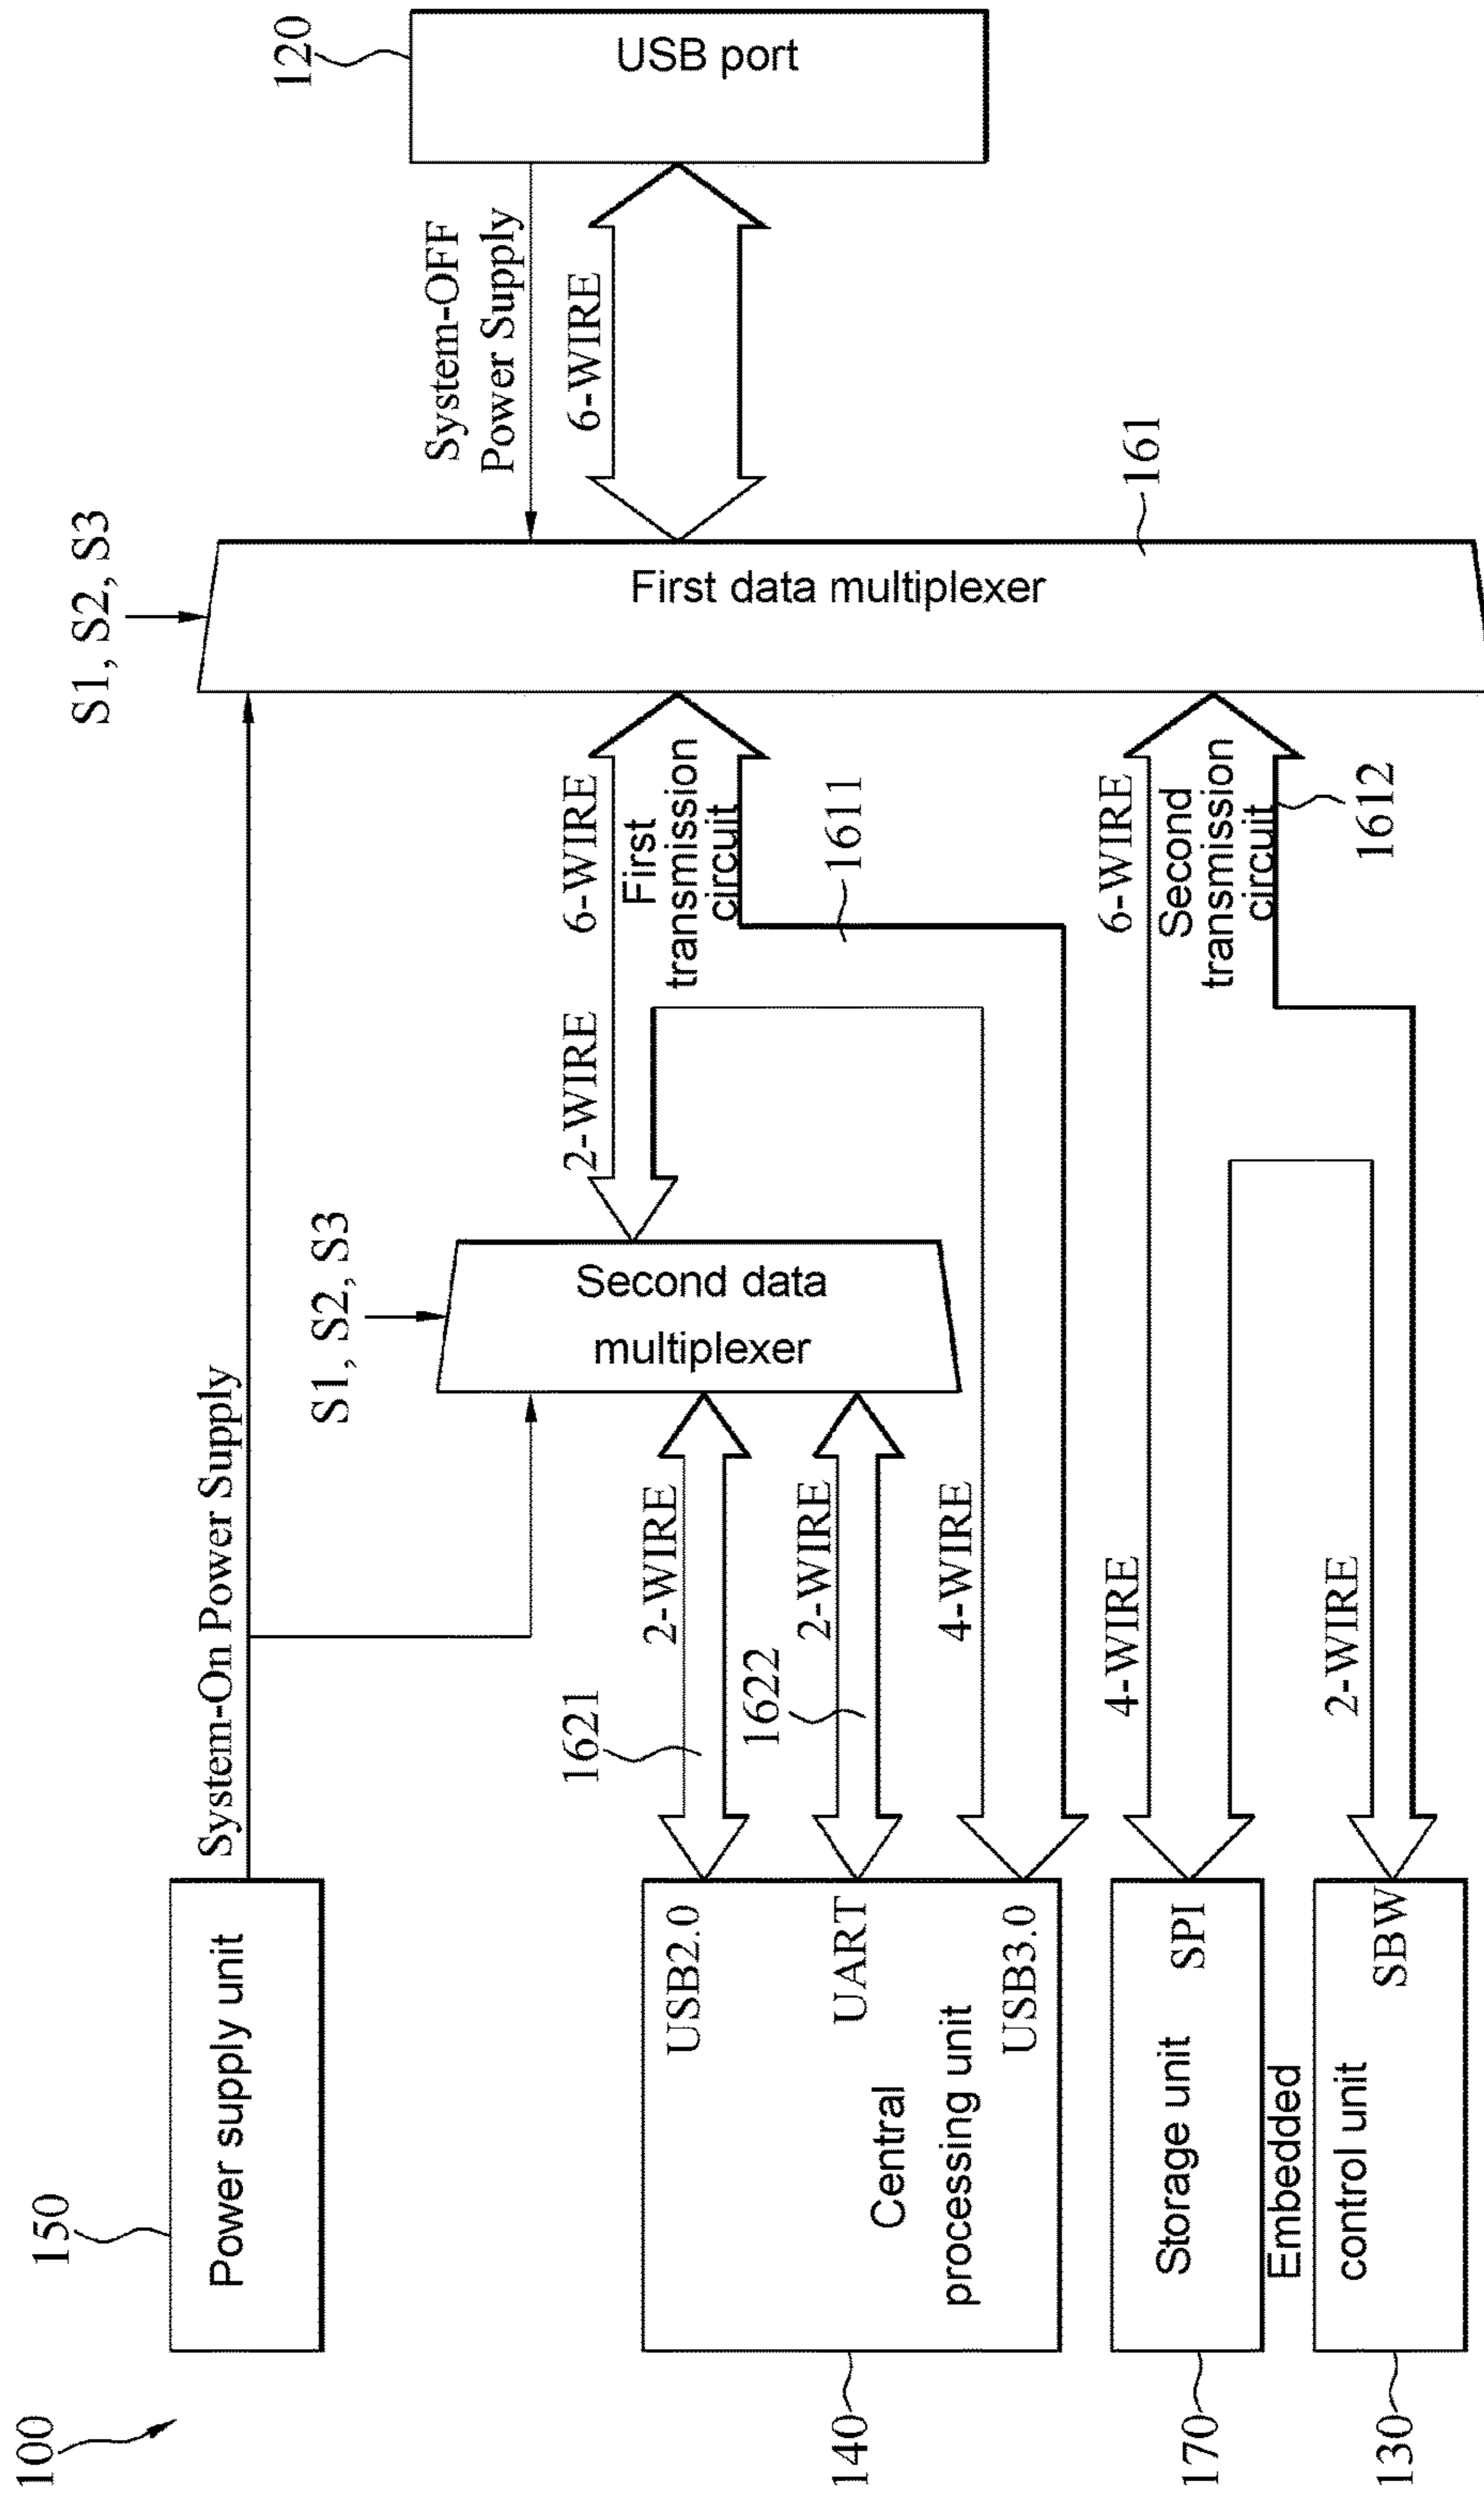 100
150
Power supply unit
System-On Power Supply
S1, S2, S3
120
USB port
System-OFF
Power Supply
6-WIRE
First data multiplexer
161
S1, S2, S3
Second data
multiplexer
2-WIRE
6-WIRE
First
transmission
circuit
1611
1621
2-WIRE
1622
2-WIRE
4-WIRE
USB2.0
UART
USB3.0
Central
processing unit
140
6-WIRE
Second
transmission
circuit
1612
4-WIRE
2-WIRE
Storage unit
SPI
170
Embedded
control unit
SBW
130